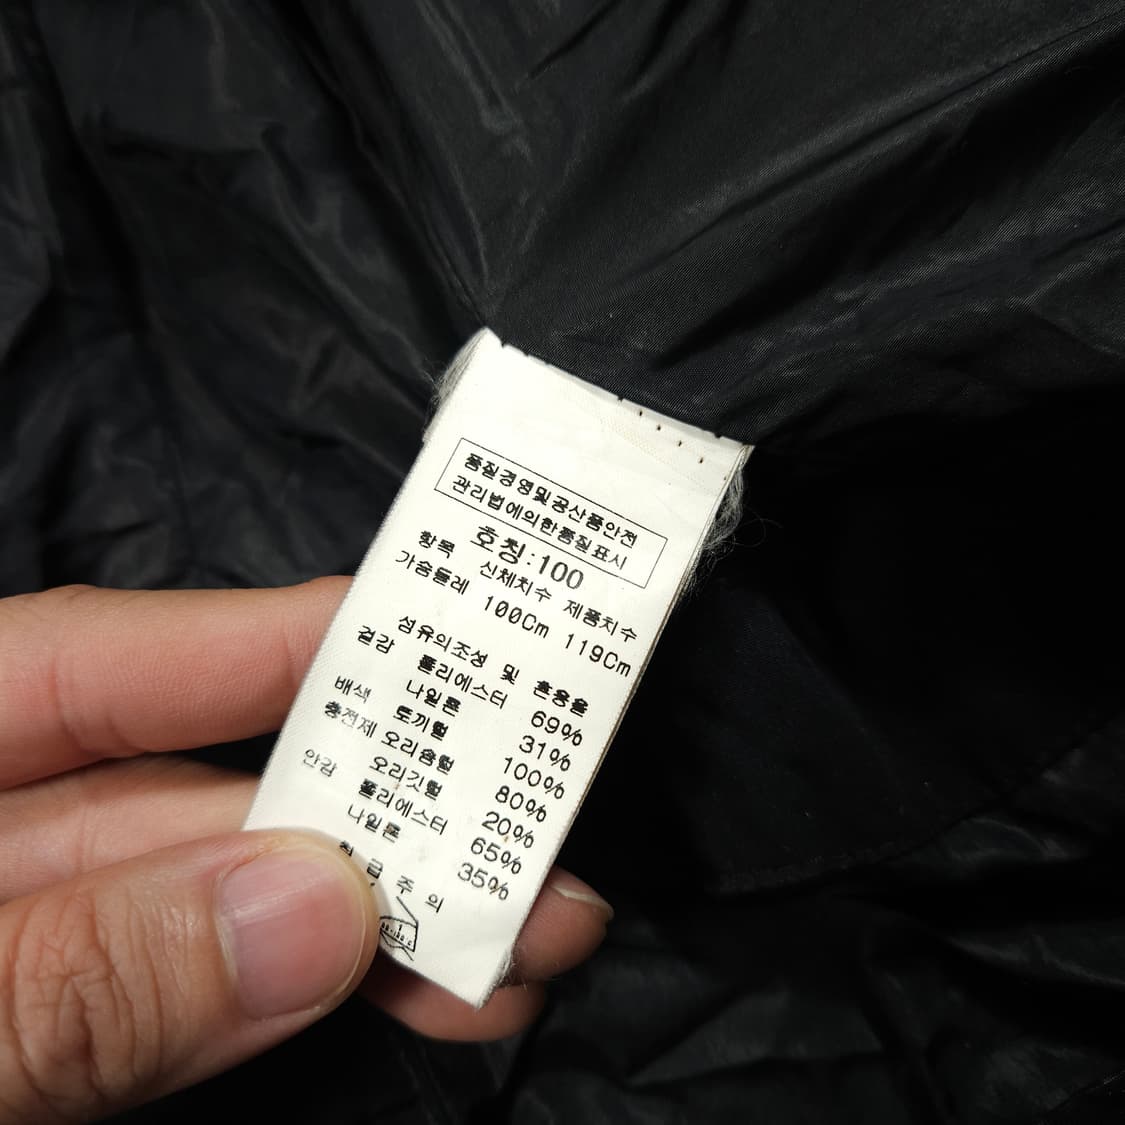 품질경영및공산품안전
관리법에의한품질표시
호칭:100
항목 신체치수 제품치수
가슴둘레 100Cm 119Cm
섬유의조성 및 혼용율
겉감 폴리에스터 69%
나일론 31%
배색 토끼털 100%
충전제 오리솜털 80%
오리깃털 20%
안감 폴리에스터 65%
나일론 35%
취 급 주 의